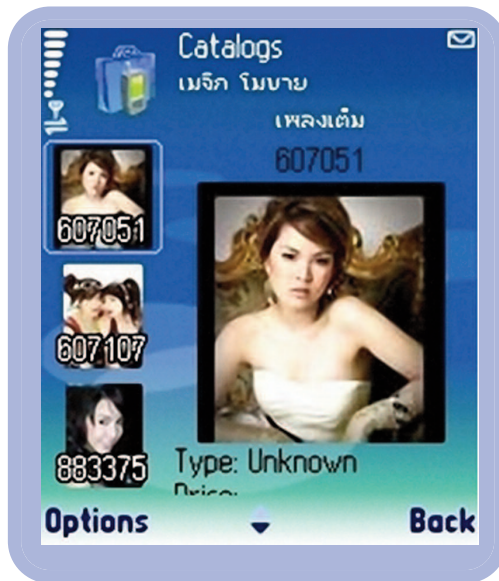 Catalogs
เมจิก โมบาย
เพลงเต็ม
607051
607051
607107
883375
Type: Unknown
Price:
Options
Back